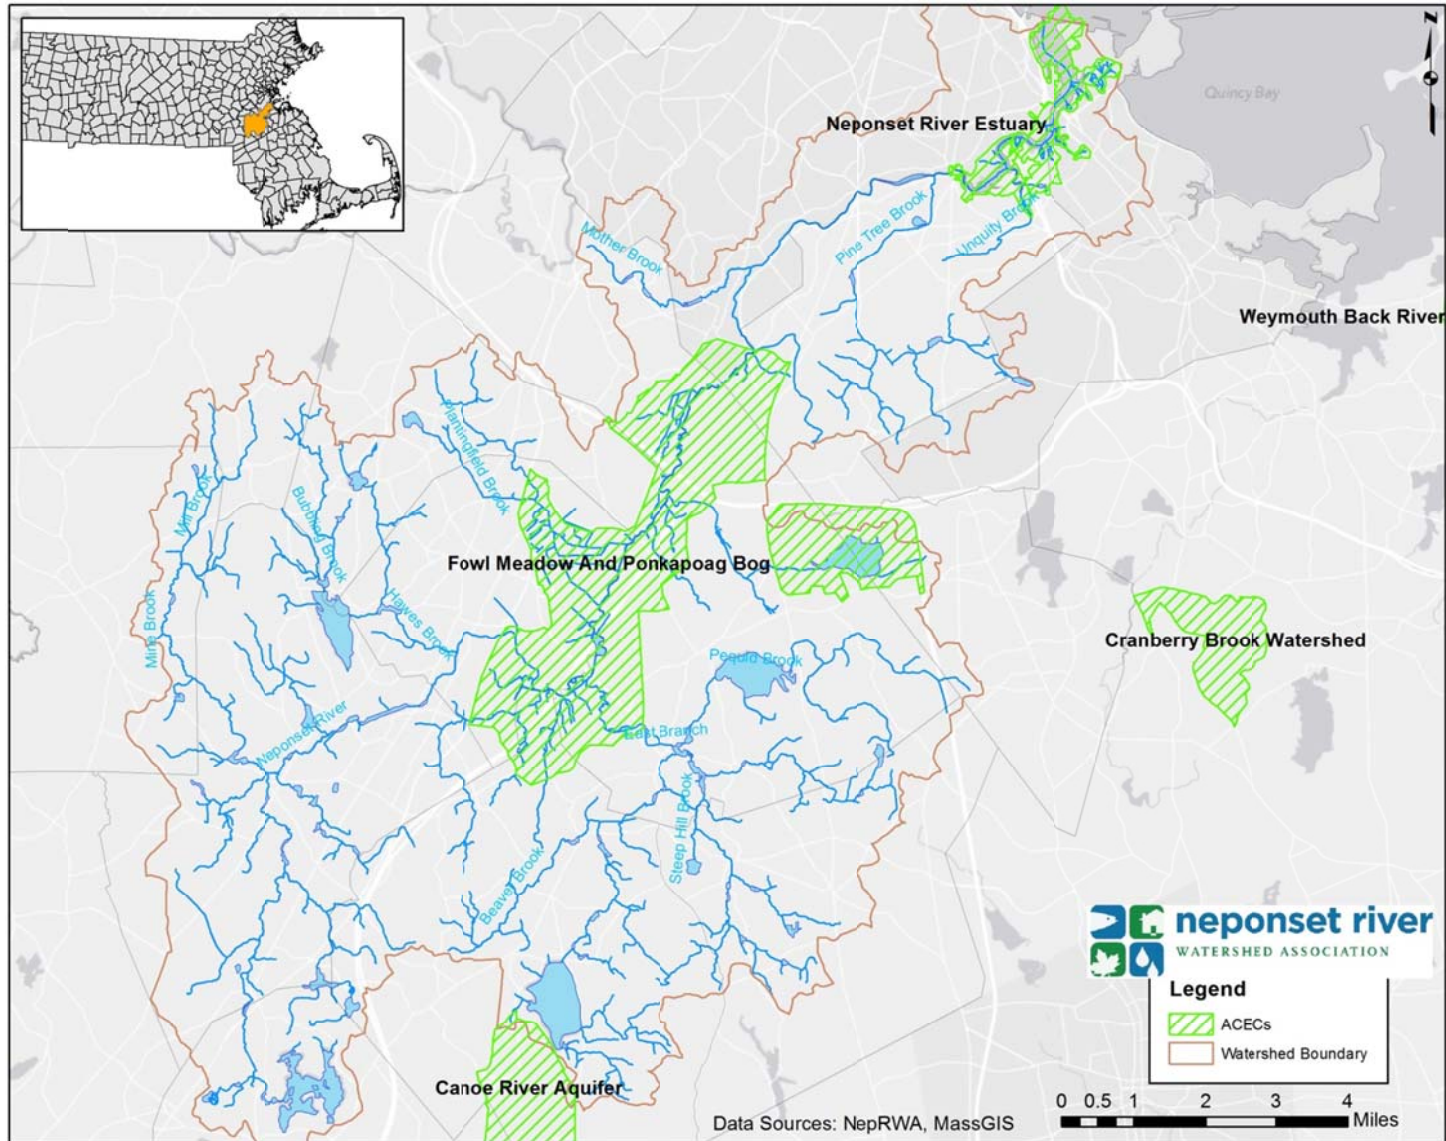 N
Quincy Bay
Neponset River Estuary
Mother Brook
Pine Tree Brook
Unquity Brook
Weymouth Back River
Plantingfield Brook
Mill Brook
Bubbling Brook
Fowl Meadow And Ponkapoag Bog
Mine Brook
Hawes Brook
Cranberry Brook Watershed
Pequid Brook
Neponset River
East Branch
Steep Hill Brook
Beaver Brook
neponset river
WATERSHED ASSOCIATION
Legend
ACECs
Watershed Boundary
Canoe River Aquifer
0 0.5 1 2 3 4
Miles
Data Sources: NepRWA, MassGIS